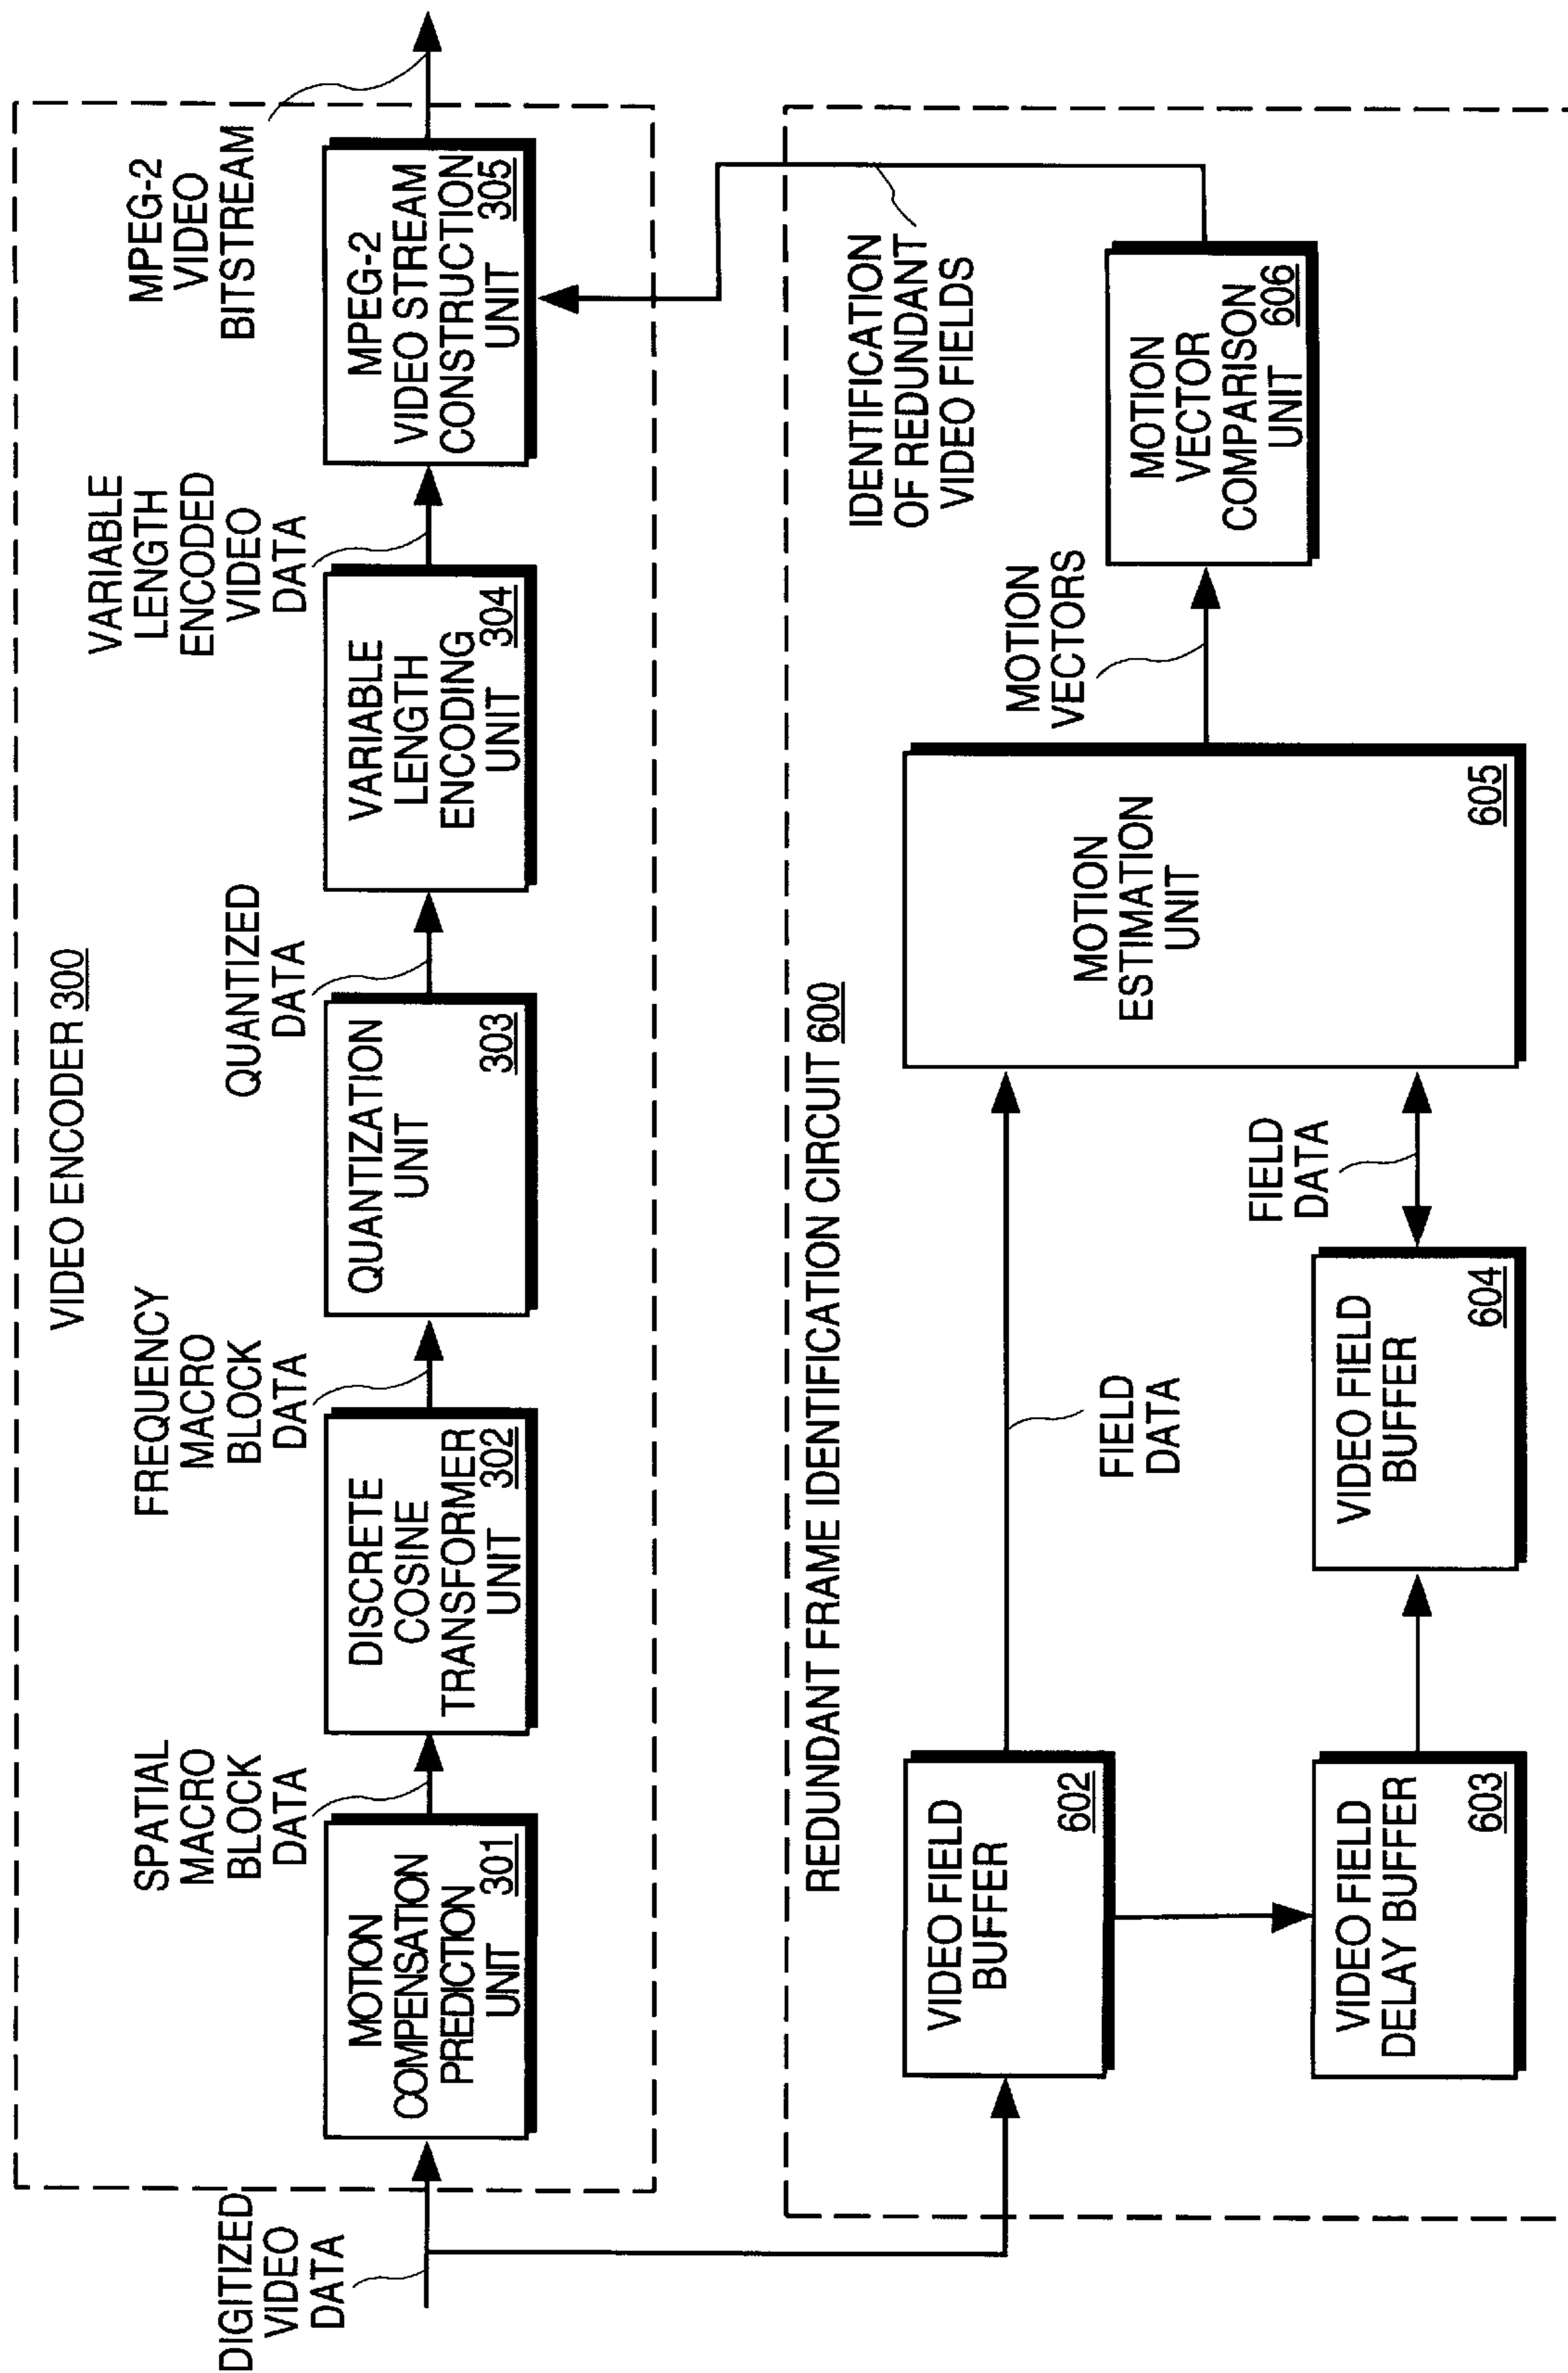 VIDEO ENCODER 300
DIGITIZED
VIDEO
DATA
MOTION
COMPENSATION
PREDICTION
UNIT 301
SPATIAL
MACRO
BLOCK
DATA
DISCRETE
COSINE
TRANSFORMER
UNIT 302
FREQUENCY
MACRO
BLOCK
DATA
QUANTIZATION
UNIT
303
QUANTIZED
DATA
VARIABLE
LENGTH
ENCODING
UNIT 304
VARIABLE
LENGTH
ENCODED
VIDEO
DATA
MPEG-2
VIDEO STREAM
CONSTRUCTION
UNIT 305
MPEG-2
VIDEO
BITSTREAM
REDUNDANT FRAME IDENTIFICATION CIRCUIT 600
VIDEO FIELD
BUFFER
602
VIDEO FIELD
DELAY BUFFER
603
FIELD
DATA
VIDEO FIELD
BUFFER
604
FIELD
DATA
MOTION
ESTIMATION
UNIT
605
MOTION
VECTORS
MOTION
VECTOR
COMPARISON
UNIT 606
IDENTIFICATION
OF REDUNDANT
VIDEO FIELDS